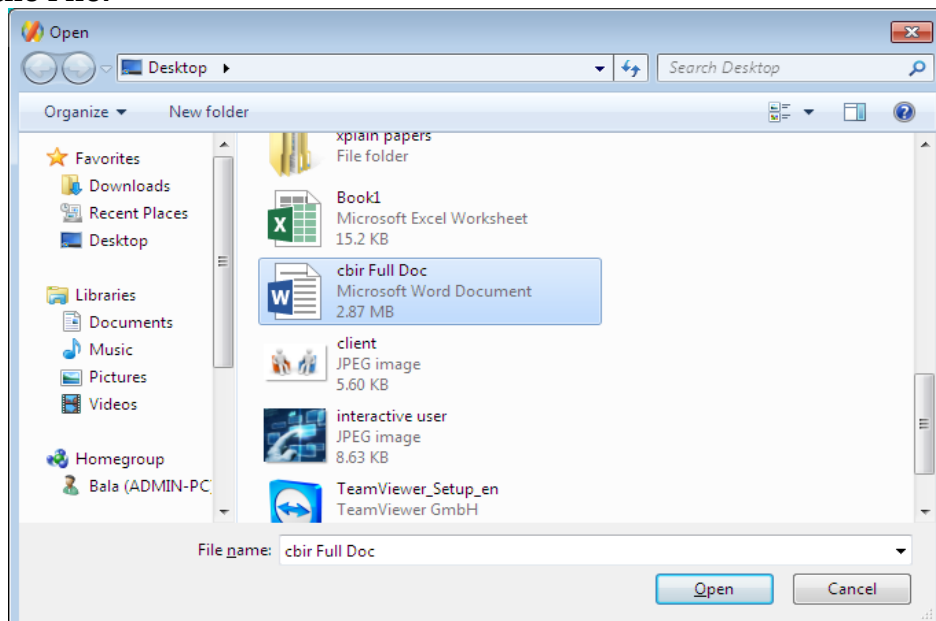 Open
Desktop
Search Desktop
Organize
New folder
xplain papers
File folder
Favorites
Downloads
Recent Places
Desktop
Libraries
Documents
Music
Pictures
Videos
Homegroup
Bala (ADMIN-PC
Book1
Microsoft Excel Worksheet
15.2 KB
cbir Full Doc
Microsoft Word Document
2.87 MB
client
JPEG image
5.60 KB
interactive user
JPEG image
8.63 KB
TeamViewer_Setup_en
TeamViewer GmbH
File name: cbir Full Doc
Open
Cancel